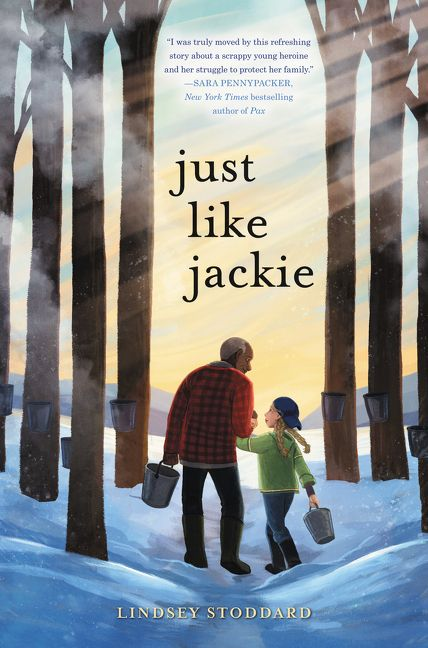 “I was truly moved by this refreshing
story about a scrappy young heroine
and her struggle to protect her family.”
—SARA PENNYPACKER,
New York Times bestselling
author of Pax
just
like
jackie
LINDSEY STODDARD